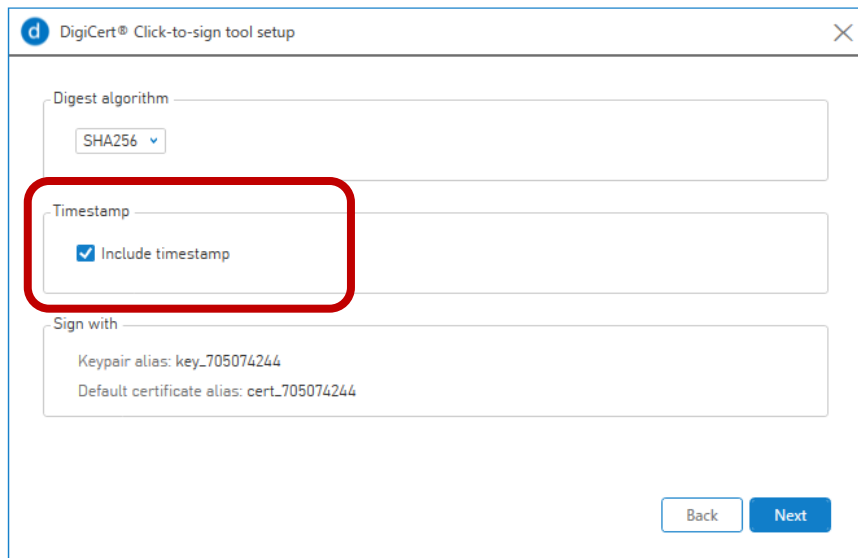 d DigiCert® Click-to-sign tool setup
Digest algorithm
SHA256
Timestamp
Include timestamp
Sign with
Keypair alias: key_705074244
Default certificate alias: cert_705074244
Back Next